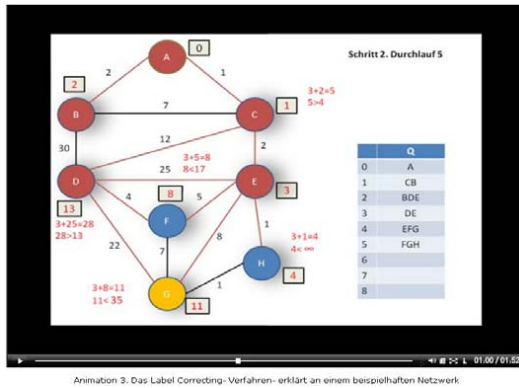 Schritt 2. Durchlauf 5
0
A
2
1
2
B
7
C
1
3+2=5
5>4
30
12
2
25
3+5=8
8<17
D
E
3
13
8
4
F
5
3+25=28
28>13
22
7
8
1
H
3+1=4
4< ∞
4
3+8=11
11< 35
G
1
11
Q
0 A
1 CB
2 BDE
3 DE
4 EFG
5 FGH
6
7
8
01.00 / 01.52
Animation 3. Das Label Correcting- Verfahren- erklärt an einem beispielhaften Netzwerk